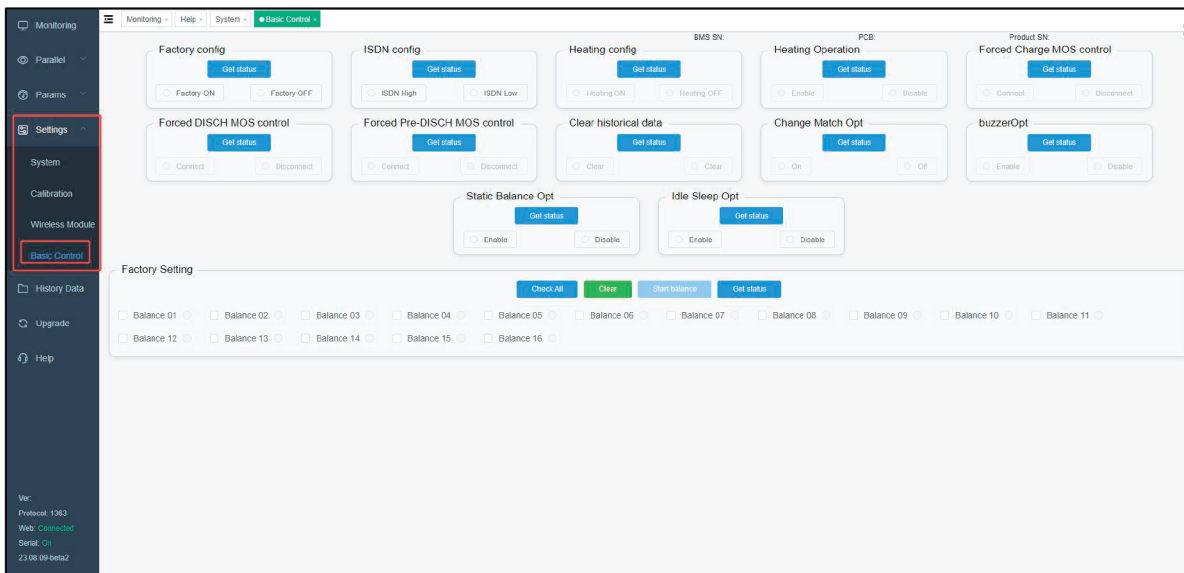 Monitoring
Parallel
Params
Settings
System
Calibration
Wireless Module
Basic Control
History Data
Upgrade
Help
Ver:
Protocol: 1363
Web: Connected
Serial: On
23.08.09-beta2
Monitoring × Help × System × Basic Control ×
BMS SN: PCB: Product SN:
Factory config ISDN config Heating config Heating Operation Forced Charge MOS control
Get status Get status Get status Get status Get status
Factory ON Factory OFF ISDN High ISDN Low Heating ON Heating OFF Enable Disable Connect Disconnect
Forced DISCH MOS control Forced Pre-DISCH MOS control Clear historical data Change Match Opt buzzerOpt
Get status Get status Get status Get status Get status
Connect Disconnect Connect Disconnect Clear Clear On Off Enable Disable
Static Balance Opt Idle Sleep Opt
Get status Get status
Enable Disable Enable Disable
Factory Setting
Check All Clear Start balance Get status
Balance 01 Balance 02 Balance 03 Balance 04 Balance 05 Balance 06 Balance 07 Balance 08 Balance 09 Balance 10 Balance 11
Balance 12 Balance 13 Balance 14 Balance 15 Balance 16